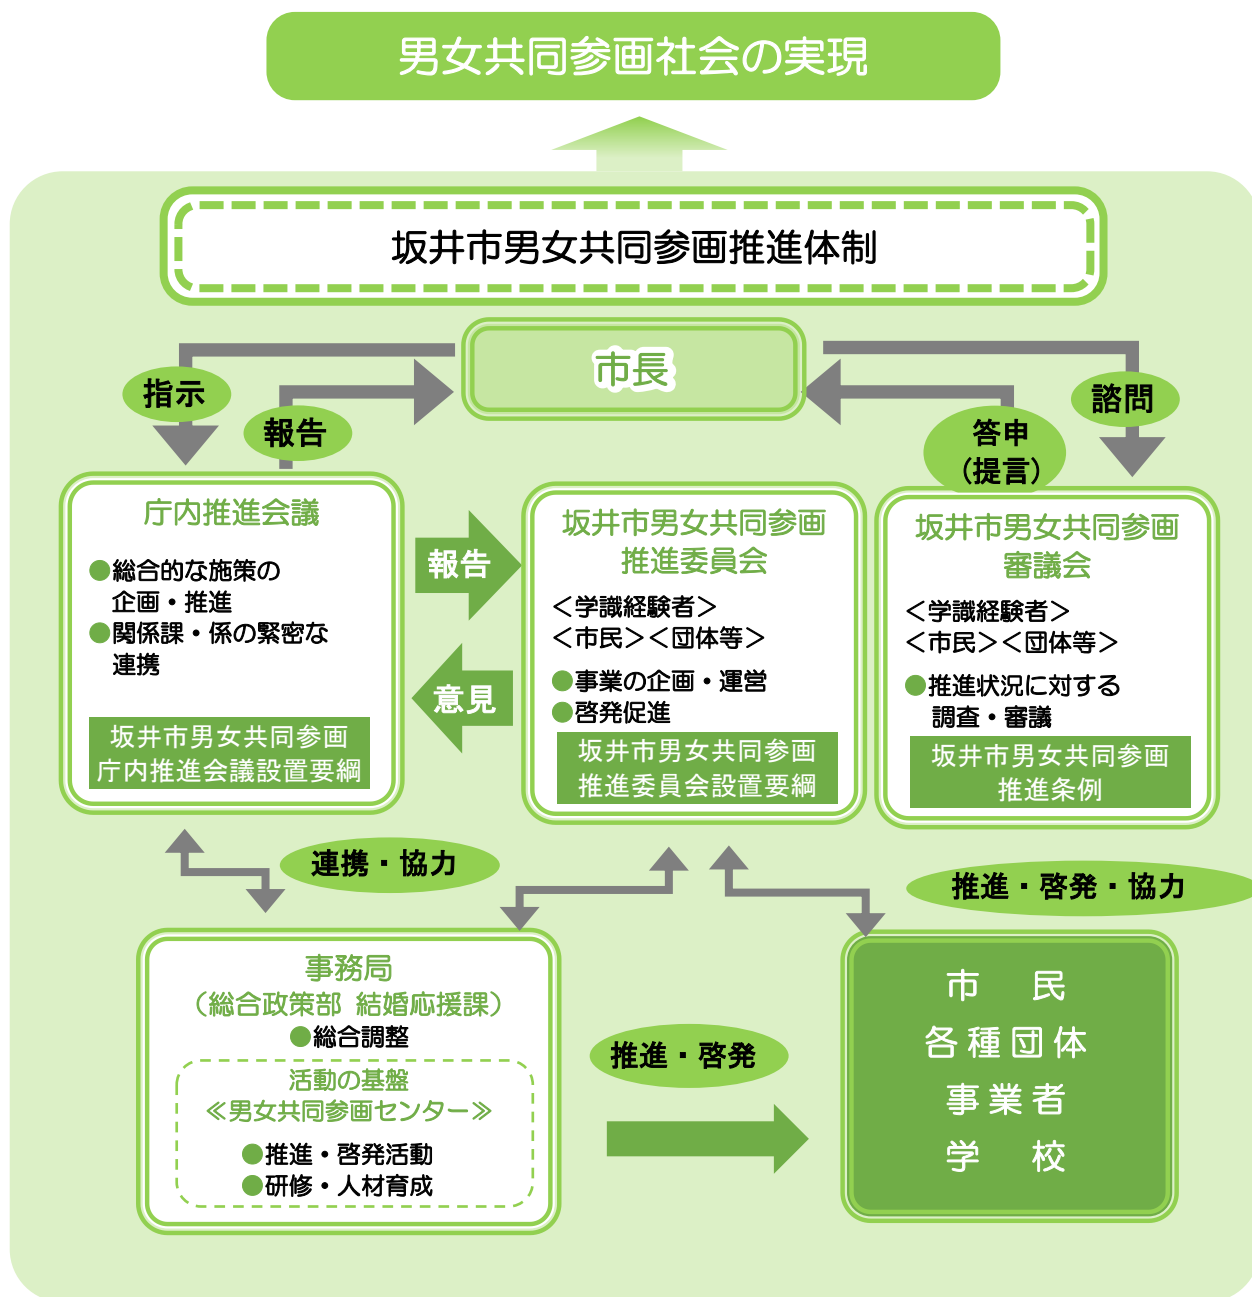 男女共同参画社会の実現
坂井市男女共同参画推進体制
市長
指示
報告
諮問
答申
（提言）
庁内推進会議
●総合的な施策の
企画・推進
●関係課・係の緊密な
連携
坂井市男女共同参画
庁内推進会議設置要綱
報告
意見
坂井市男女共同参画
推進委員会
＜学識経験者＞
＜市民＞＜団体等＞
●事業の企画・運営
●啓発促進
坂井市男女共同参画
推進委員会設置要綱
坂井市男女共同参画
審議会
＜学識経験者＞
＜市民＞＜団体等＞
●推進状況に対する
調査・審議
坂井市男女共同参画
推進条例
連携・協力
推進・啓発・協力
事務局
（総合政策部 結婚応援課）
●総合調整
活動の基盤
≪男女共同参画センター≫
●推進・啓発活動
●研修・人材育成
推進・啓発
市　民
各種団体
事業者
学　校